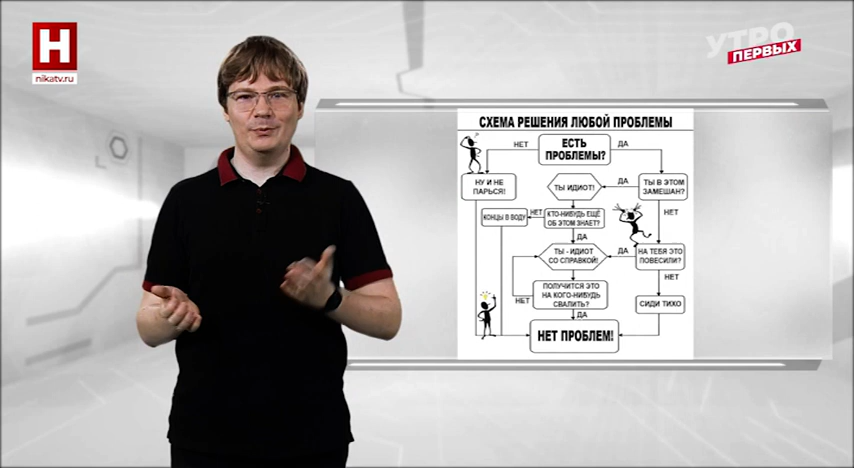 Н
nikatv.ru
УТРО
ПЕРВЫХ
СХЕМА РЕШЕНИЯ ЛЮБОЙ ПРОБЛЕМЫ
НЕТ
ЕСТЬ
ПРОБЛЕМЫ?
ДА
НУ И НЕ
ПАРЬСЯ!
ТЫ ИДИОТ!
ДА
ТЫ В ЭТОМ
ЗАМЕШАН?
НЕТ
КОНЦЫ В ВОДУ
НЕТ
КТО-НИБУДЬ ЕЩЁ
ОБ ЭТОМ ЗНАЕТ?
ДА
ТЫ - ИДИОТ
СО СПРАВКОЙ!
ДА
НА ТЕБЯ ЭТО
ПОВЕСИЛИ?
НЕТ
ПОЛУЧИТСЯ ЭТО
НА КОГО-НИБУДЬ
СВАЛИТЬ?
НЕТ
СИДИ ТИХО
ДА
НЕТ ПРОБЛЕМ!